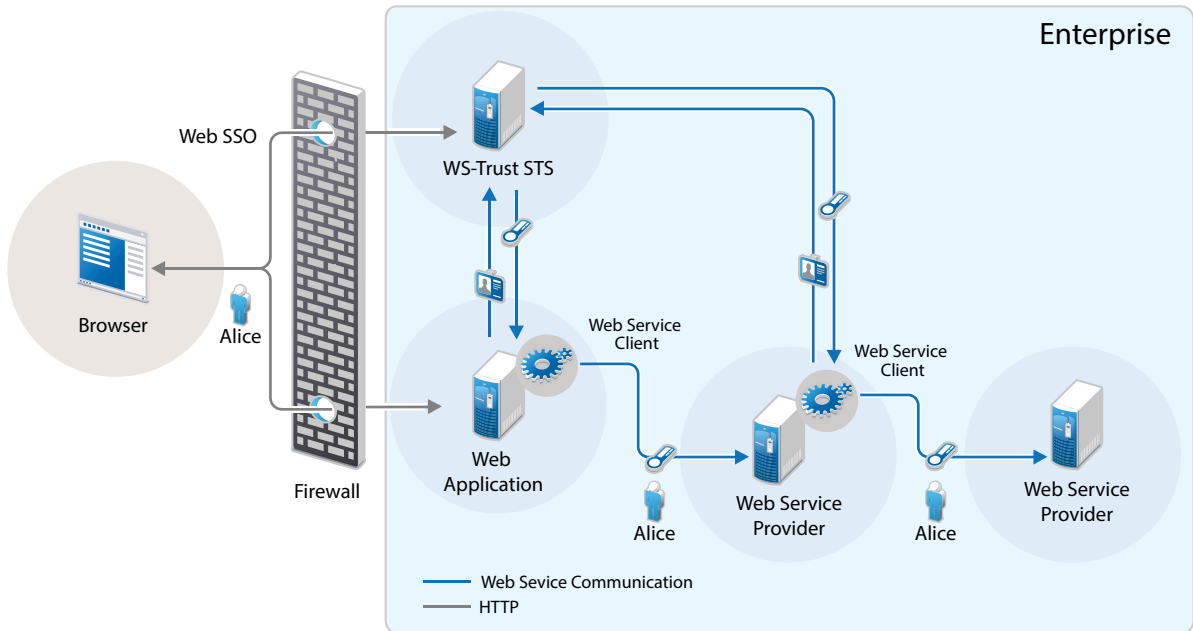 Enterprise
Web SSO
WS-Trust STS
Browser
Alice
Firewall
Web
Application
Web Service
Client
Alice
Web Service
Provider
Web Service
Client
Alice
Web Service
Provider
Web Sevice Communication
HTTP